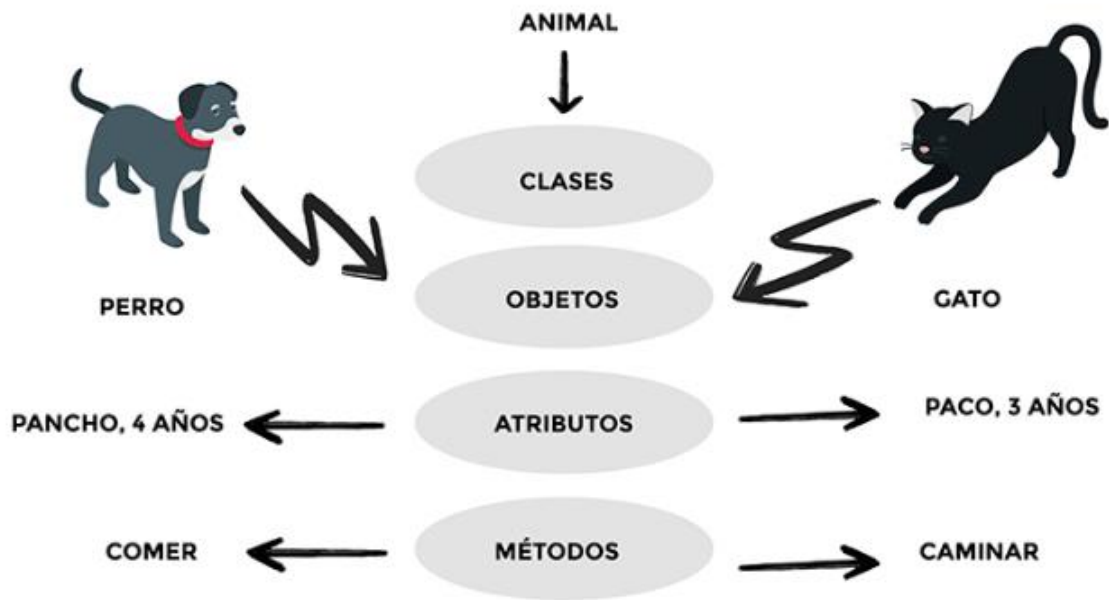 ANIMAL
CLASES
OBJETOS
PERRO
GATO
ATRIBUTOS
PANCHO, 4 AÑOS
PACO, 3 AÑOS
MÉTODOS
COMER
CAMINAR